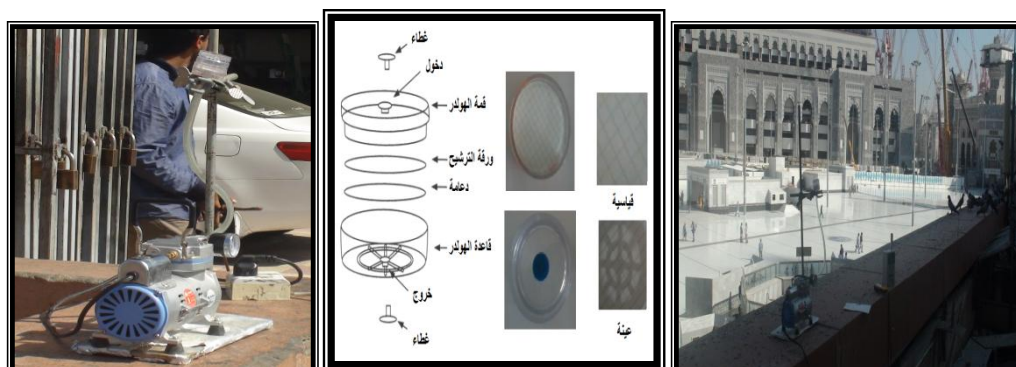 غطاء
دخول
قمة الهولدر
ورقة الترشيح
دعامة
قياسية
قاعدة الهولدر
خروج
غطاء
عينة